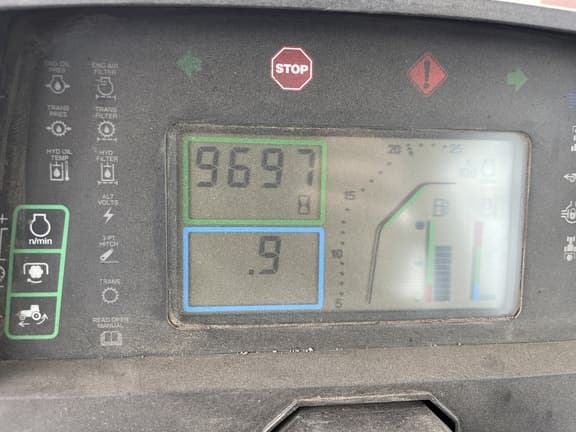 ENG OIL
PRES
ENG AIR
FILTER
STOP
TRANS
PRES
TRANS
FILTER
HYD OIL
TEMP
HYD
FILTER
ALT
VOLTS
n/min
3-PT
HITCH
TRANS
READ OPER
MANUAL
9697
.9
5
10
15
20
25